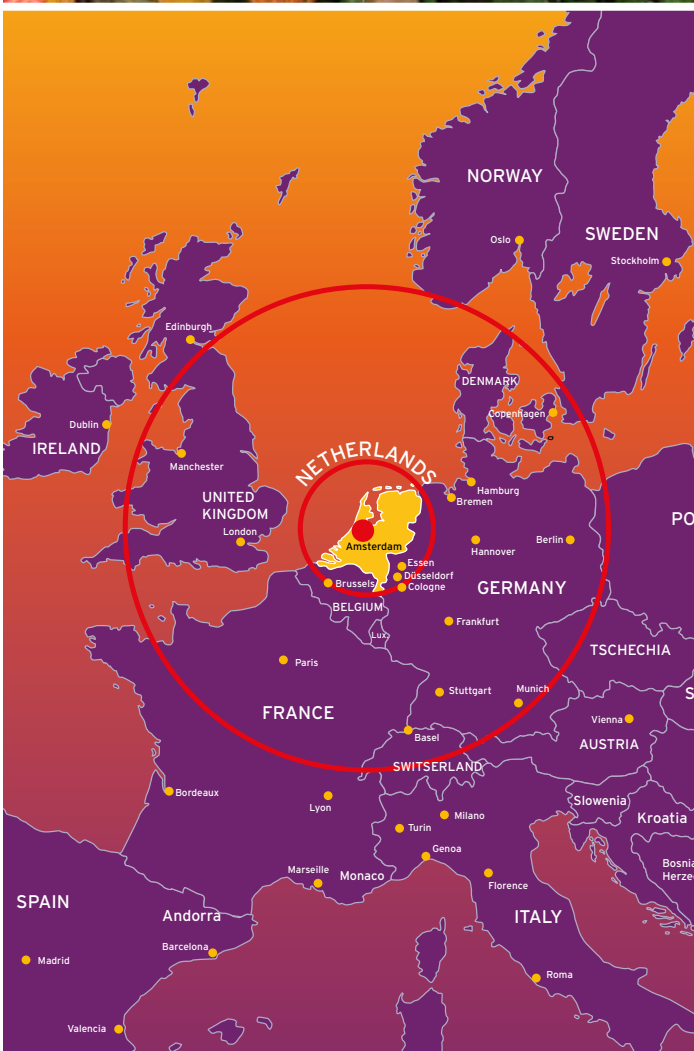 NORWAY
Oslo
SWEDEN
Stockholm
Edinburgh
DENMARK
Copenhagen
Dublin
IRELAND
Manchester
NETHERLANDS
UNITED
KINGDOM
London
Hamburg
Bremen
Amsterdam
Hannover
Berlin
PO
Essen
Düsseldorf
Cologne
Brussels
BELGIUM
GERMANY
Lux.
Frankfurt
TSCHECHIA
Paris
Stuttgart
Munich
FRANCE
Vienna
Basel
AUSTRIA
SWITSERLAND
S
Bordeaux
Lyon
Slowenia
Milano
Turin
Kroatia
Genoa
Marseille
Monaco
Florence
Bosnia
Herze
SPAIN
Andorra
ITALY
Barcelona
Madrid
Roma
Valencia